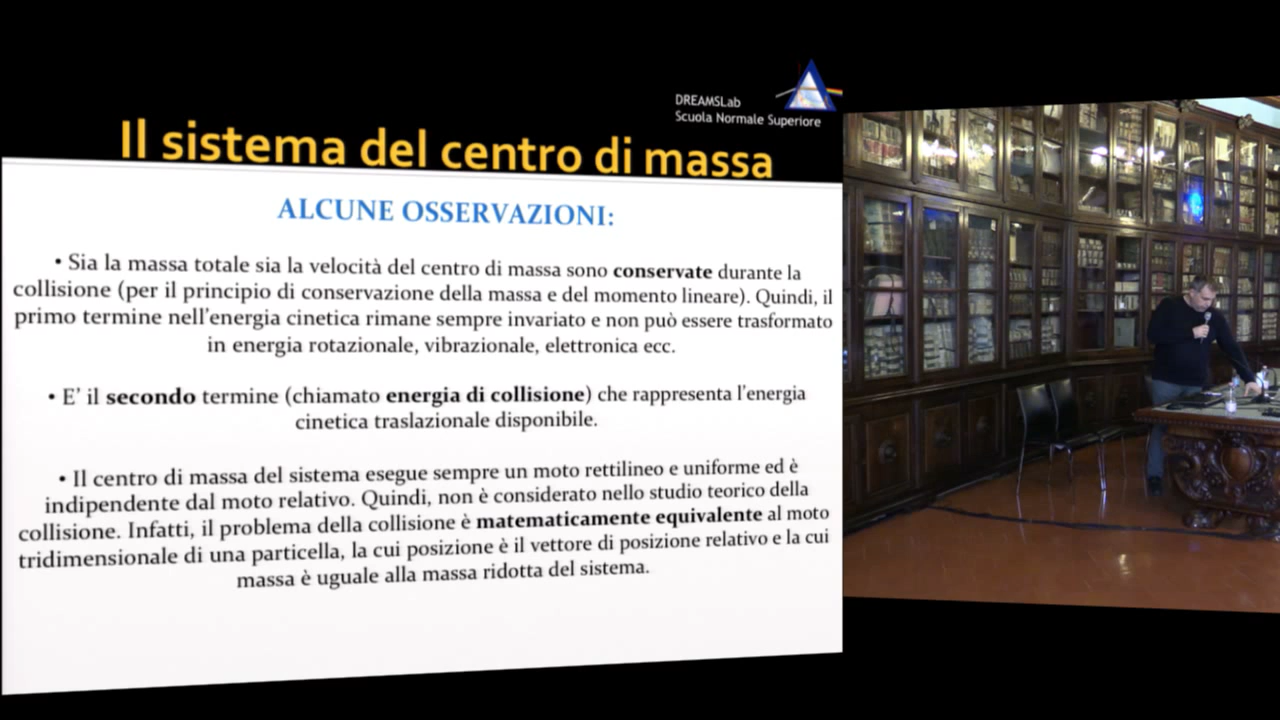 DREAMSLab
Scuola Normale Superiore
Il sistema del centro di massa
ALCUNE OSSERVAZIONI:
• Sia la massa totale sia la velocità del centro di massa sono conservate durante la
collisione (per il principio di conservazione della massa e del momento lineare). Quindi, il
primo termine nell'energia cinetica rimane sempre invariato e non può essere trasformato
in energia rotazionale, vibrazionale, elettronica ecc.
• E' il secondo termine (chiamato energia di collisione) che rappresenta l'energia
cinetica traslazionale disponibile.
• Il centro di massa del sistema esegue sempre un moto rettilineo e uniforme ed è
indipendente dal moto relativo. Quindi, non è considerato nello studio teorico della
collisione. Infatti, il problema della collisione è matematicamente equivalente al moto
tridimensionale di una particella, la cui posizione è il vettore di posizione relativo e la cui
massa è uguale alla massa ridotta del sistema.